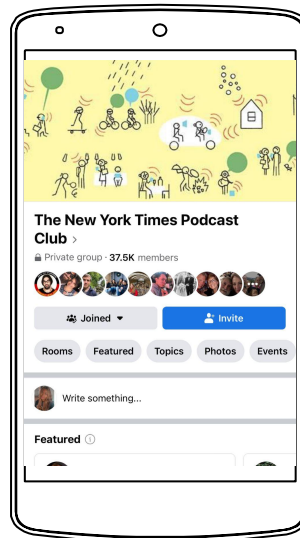 The New York Times Podcast
Club >
Private group · 37.5K members
Joined
Invite
Rooms Featured Topics Photos Events
Write something...
Featured